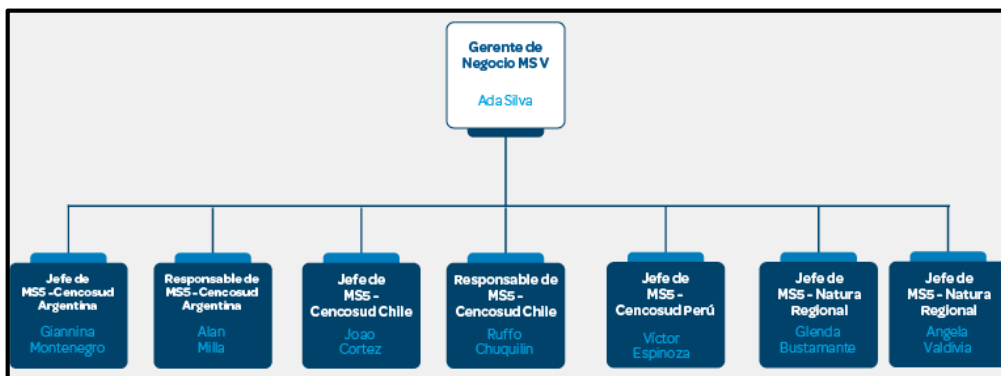 Gerente de
Negocio MS V
Ada Silva
Jefe de
MS5 -Cencosud
Argentina
Giannina
Montenegro
Responsable de
MS5 -Cencosud
Argentina
Alan
Milla
Jefe de
MS5 -
Cencosud Chile
Joao
Cortez
Responsable de
MS5 -
Cencosud Chile
Ruffo
Chuquilin
Jefe de
MS5 -
Cencosud Perú
Víctor
Espinoza
Jefe de
MS5 - Natura
Regional
Glenda
Bustamante
Jefe de
MS5 - Natura
Regional
Angela
Valdivia